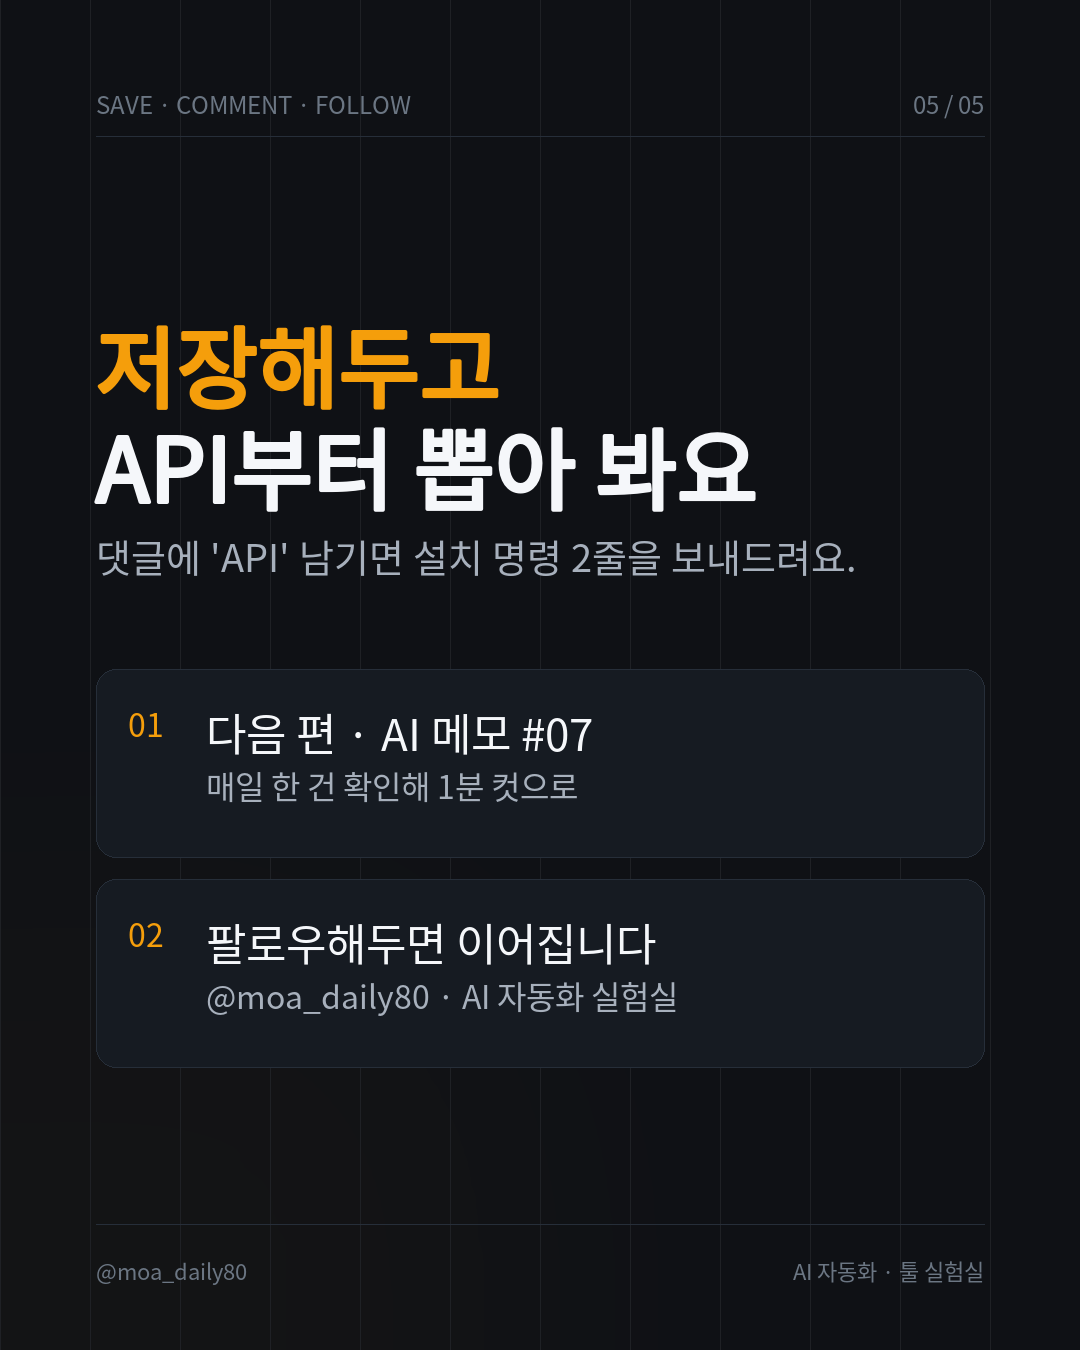 SAVE · COMMENT · FOLLOW
05 / 05
저장해두고
API부터 뽑아 봐요
댓글에 'API' 남기면 설치 명령 2줄을 보내드려요.
01
다음 편 · AI 메모 #07
매일 한 건 확인해 1분 컷으로
02
팔로우해두면 이어집니다
@moa_daily80 · AI 자동화 실험실
@moa_daily80
AI 자동화 · 툴 실험실